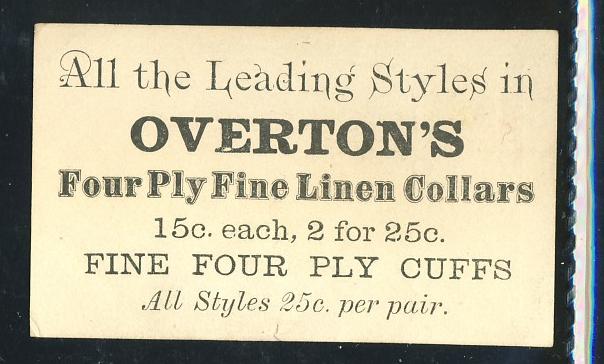 All the Leading Styles in
OVERTON'S
Four Ply Fine Linen Collars
15c. each, 2 for 25c.
FINE FOUR PLY CUFFS
All Styles 25c. per pair.